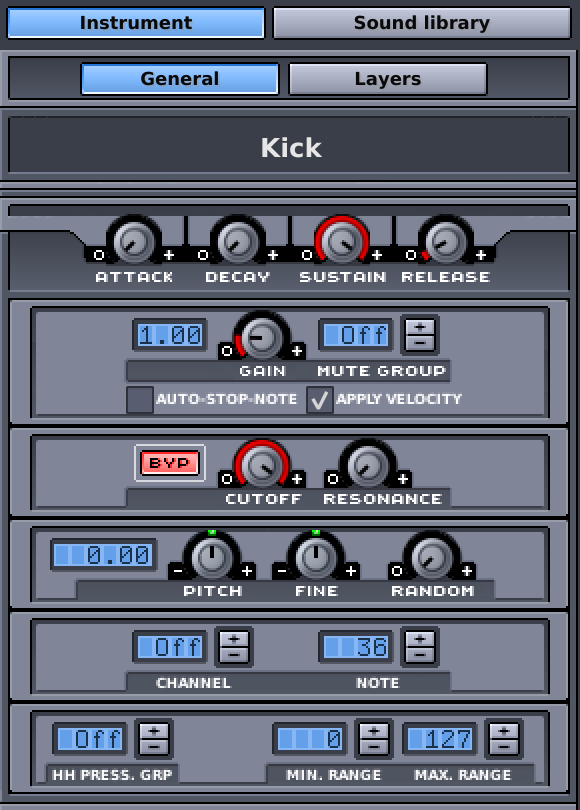 Instrument Sound library
General Layers
Kick
ATTACK DECAY SUSTAIN RELEASE
1.00 Off
GAIN MUTE GROUP
AUTO-STOP-NOTE APPLY VELOCITY
BYP
CUTOFF RESONANCE
0.00
PITCH FINE RANDOM
Off 36
CHANNEL NOTE
Off 0 127
HH PRESS. GRP MIN. RANGE MAX. RANGE